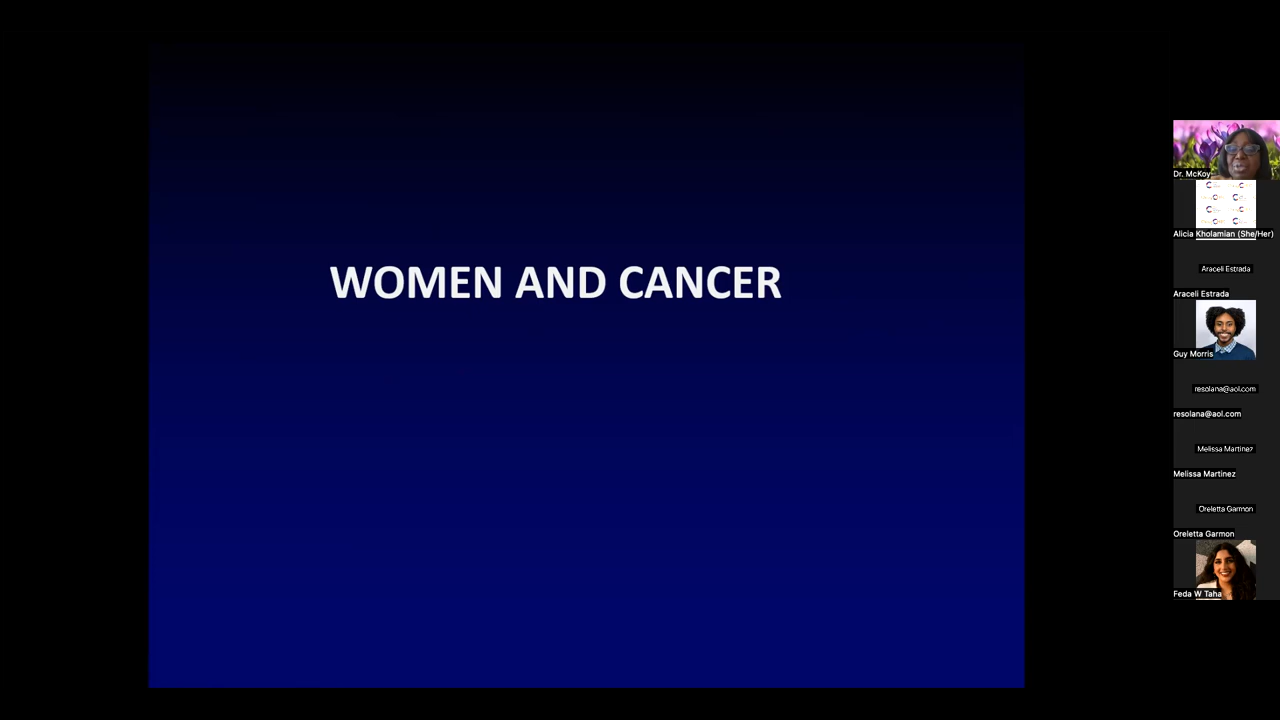 WOMEN AND CANCER
Dr. McKoy
Alicia Kholamian (She/Her)
Araceli Estrada
Araceli Estrada
Guy Morris
resolana@aol.com
resolana@aol.com
Melissa Martinez
Melissa Martinez
Oreletta Garmon
Oreletta Garmon
Feda W Taha